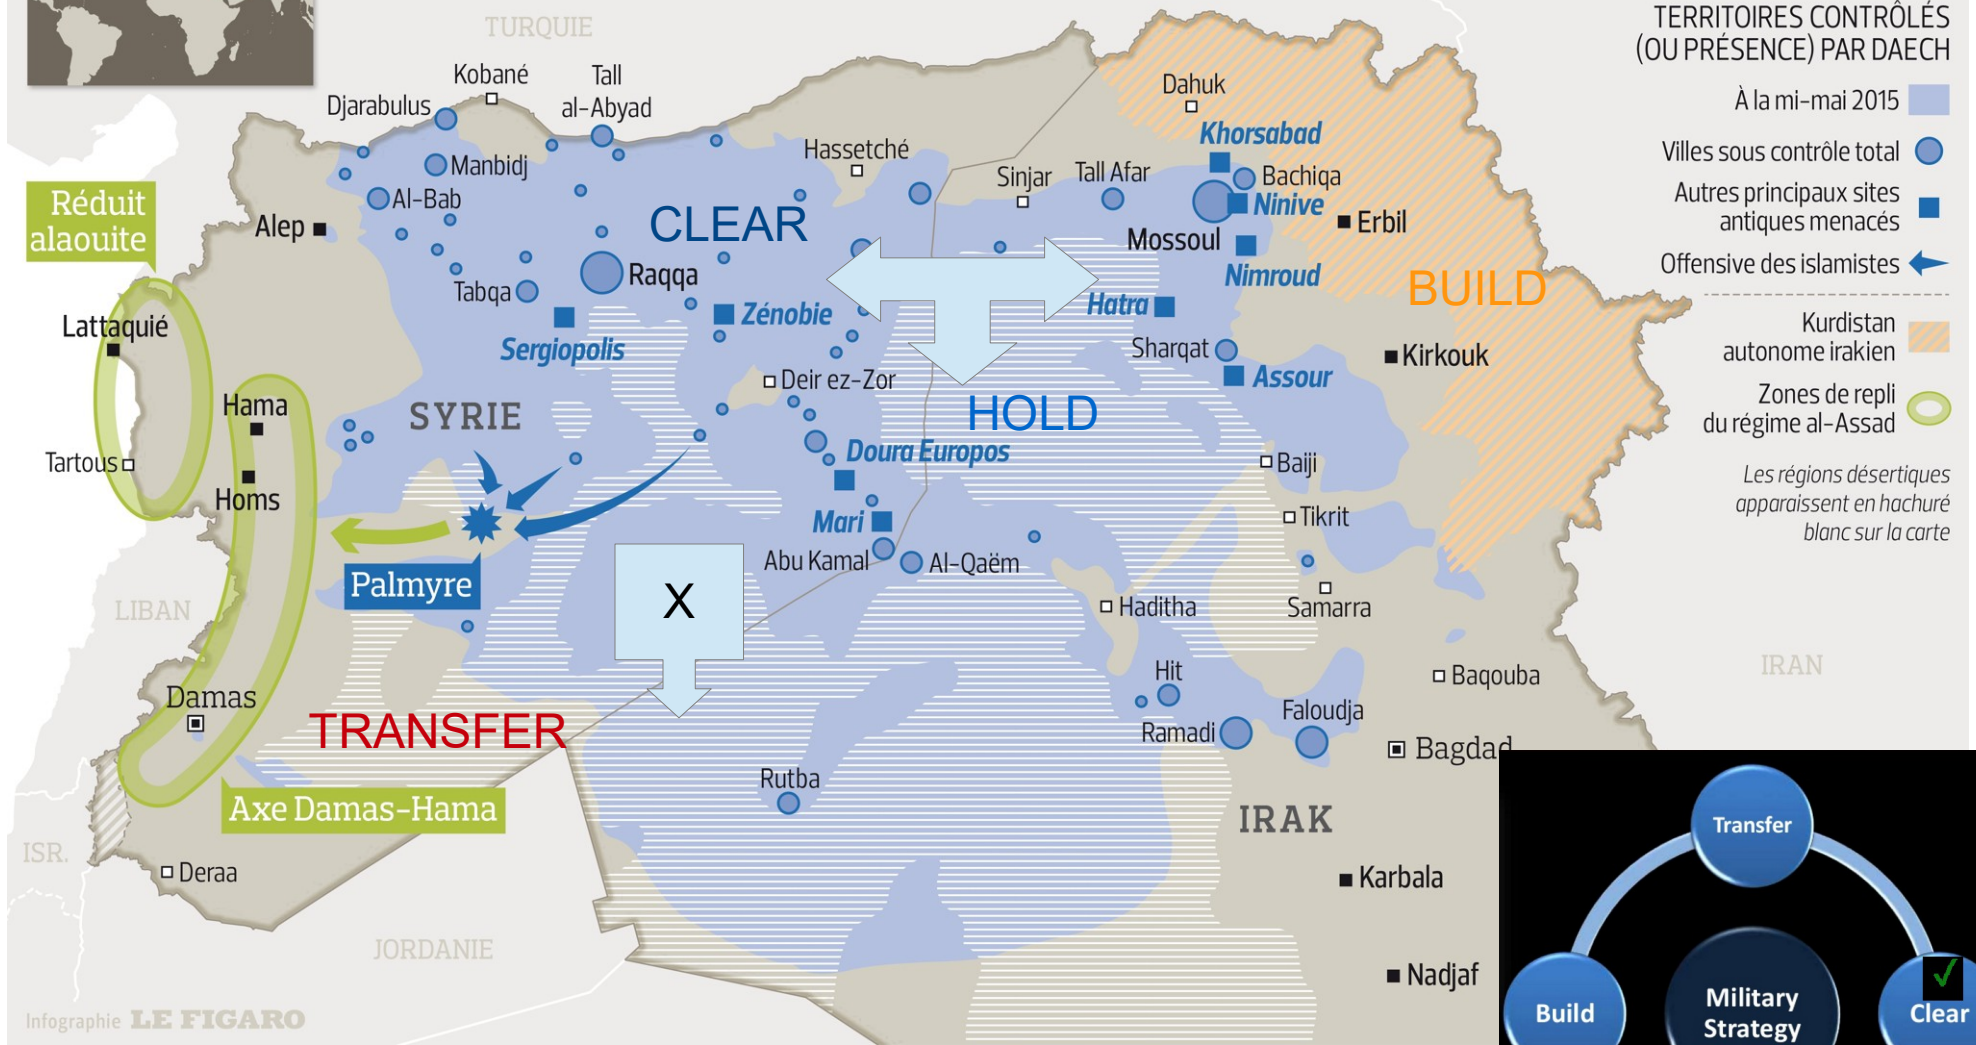 TURQUIE
TERRITOIRES CONTRÔLÉS
(OU PRÉSENCE) PAR DAECH
À la mi-mai 2015
Villes sous contrôle total
Autres principaux sites
antiques menacés
Offensive des islamistes
Kurdistan
autonome irakien
Zones de repli
du régime al-Assad
Les régions désertiques
apparaissent en hachuré
blanc sur la carte
Kobané
Tall
al-Abyad
Djarabulus
Manbidj
Al-Bab
Hassetché
Sinjar
Tall Afar
Dahuk
Khorsabad
Bachiqa
Ninive
Erbil
Mossoul
Nimroud
Réduit
alaouite
Alep
CLEAR
Raqqa
Tabqa
Zénobie
Sergiopolis
Hatra
BUILD
Lattaquié
Sharqat
Kirkouk
Assour
Deir ez-Zor
Hama
SYRIE
HOLD
Doura Europos
Tartous
Homs
Baiji
Tikrit
Mari
Abu Kamal
Al-Qaëm
Palmyre
X
LIBAN
Haditha
Samarra
IRAN
Hit
Baqouba
Damas
TRANSFER
Ramadi
Faloudja
Bagdad
Rutba
Axe Damas-Hama
IRAK
ISR.
Deraa
Karbala
JORDANIE
Nadjaf
Infographie LE FIGARO
Transfer
Build
Military
Strategy
✓
Clear